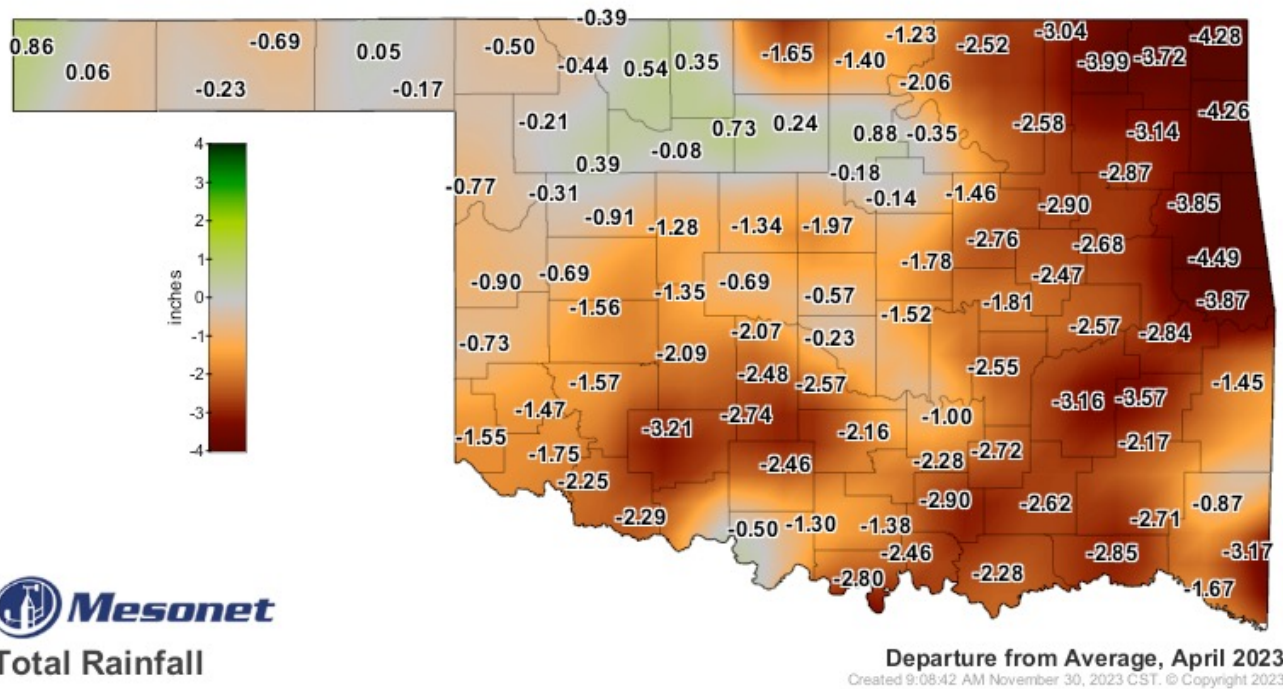 -0.39
0.86 -0.69 0.05 -0.50 -1.65 -1.23 -2.52 -3.04 -4.28
0.06 -0.44 0.54 0.35 -1.40 -3.99 -3.72
-0.23 -0.17 -2.06
-0.21 0.73 0.24 0.88 -0.35 -2.58 -3.14 -4.26
4
-0.08
0.39 -0.18 -2.87
3
-0.77 -0.31 -0.14 -1.46 -2.90 -3.85
2
-0.91 -1.28 -1.34 -1.97 -2.76 -2.68
1
-0.90 -0.69 -0.69 -1.78 -2.47 -4.49
inches
0
-1.56 -1.35 -0.57 -1.52 -1.81 -3.87
-1
-0.73 -2.09 -2.07 -0.23 -2.57 -2.84
-2
-1.57 -2.48 -2.57 -2.55 -1.45
-3
-1.47 -3.21 -2.74 -2.16 -1.00 -3.16 -3.57
-1.55
-4
-1.75 -2.46 -2.28 -2.72 -2.17
-2.25 -2.90 -2.62 -0.87
-2.29 -0.50 -1.30 -1.38 -2.71
-2.46 -2.85 -3.17
-2.80 -2.28 -1.67
Mesonet
Total Rainfall
Departure from Average, April 2023
Created 9:08:42 AM November 30, 2023 CST. © Copyright 2023